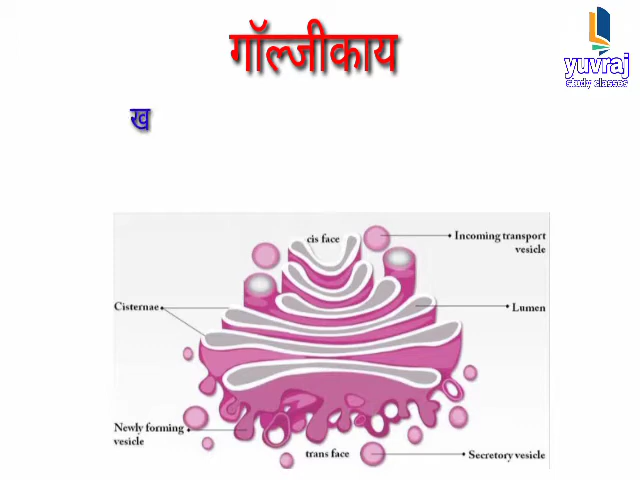 गॉल्जीकाय
yuvraj
study classes
ख
cis face
Incoming transport
vesicle
Cisternae
Lumen
Newly forming
vesicle
trans face
Secretory vesicle